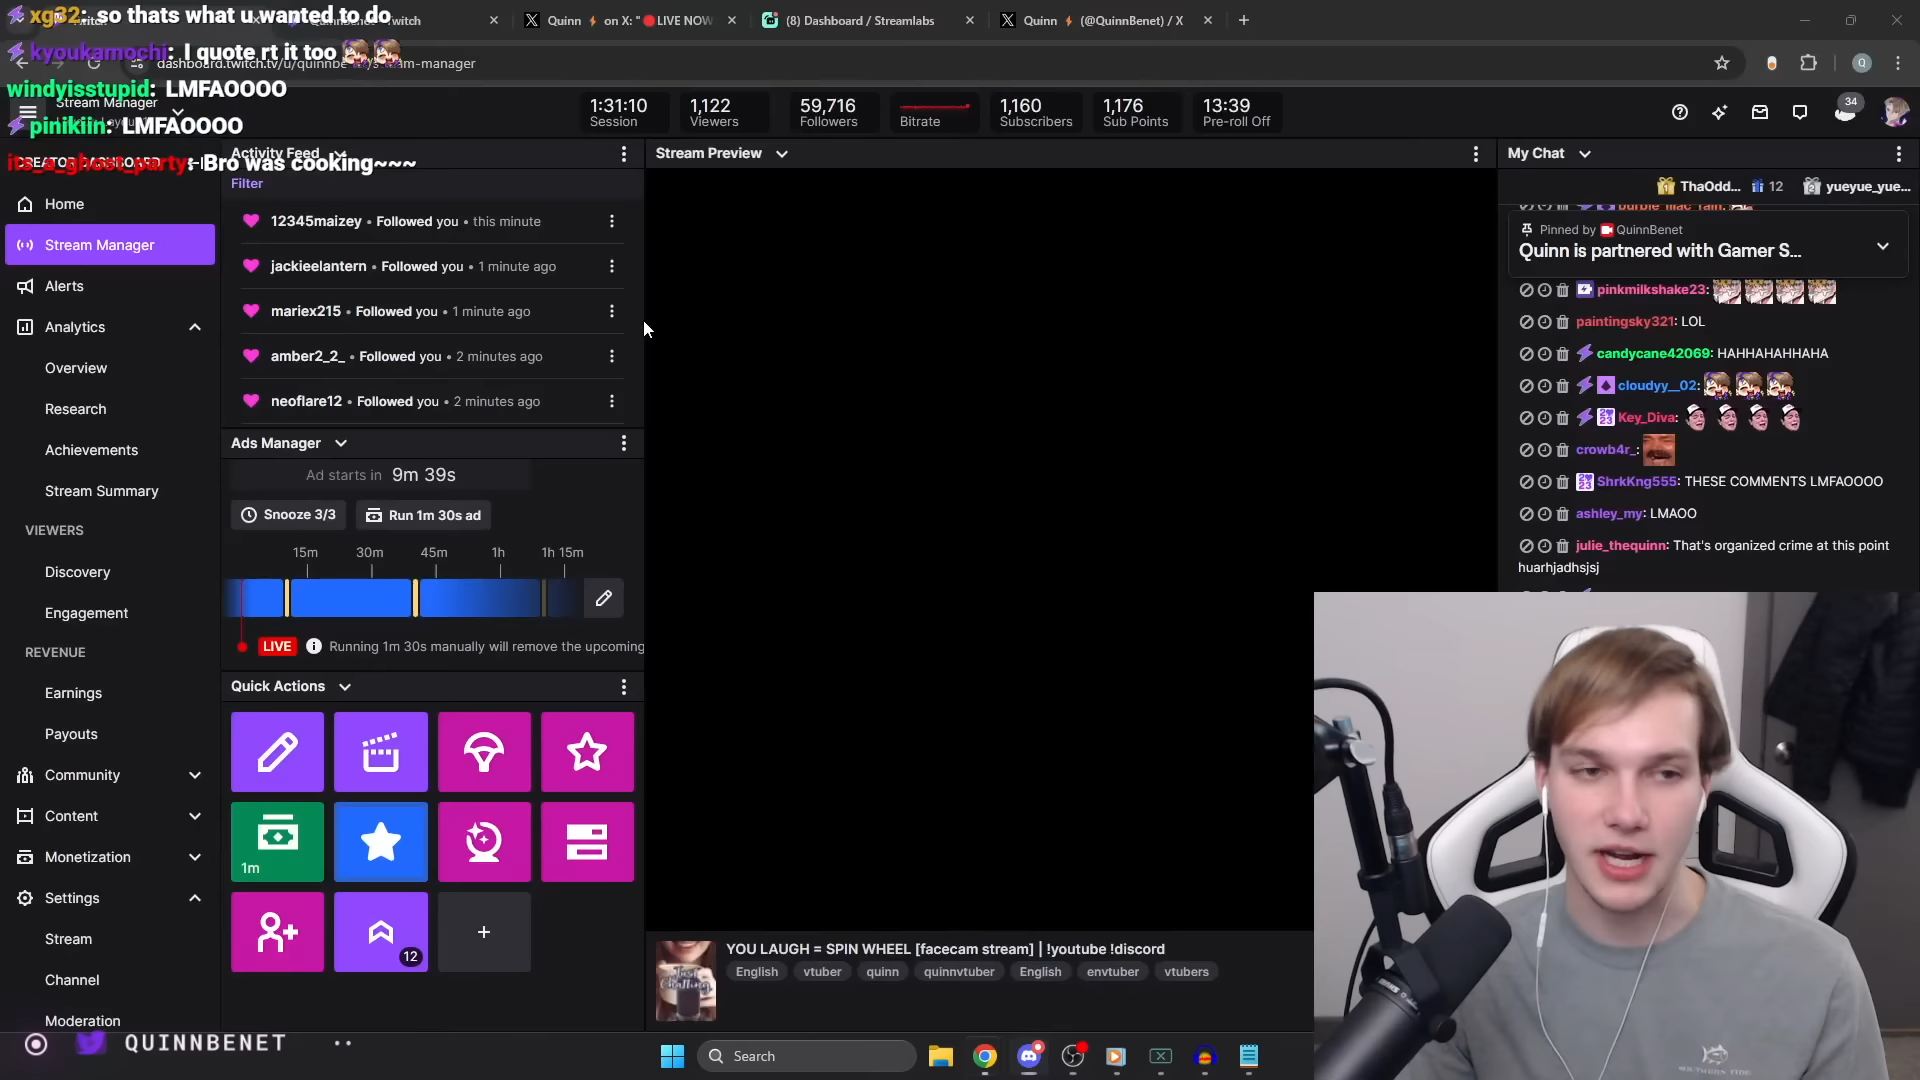 xg32: so thats what u wanted to do
kyoukamochi: I quote rt it too
windyisstupid: LMFAOOOO
pinikiin: LMFAOOOO
its_a_ghost_party: Bro was cooking~~~
Quinn ⚡ on X: "🔴LIVE NOW
(8) Dashboard / Streamlabs
Quinn ⚡ (@QuinnBenet) / X
Stream Manager
1:31:10
Session
1,122
Viewers
59,716
Followers
Bitrate
1,160
Subscribers
1,176
Sub Points
13:39
Pre-roll Off
34
CREATOR DASHBOARD
Home
Stream Manager
Alerts
Analytics
Overview
Research
Achievements
Stream Summary
VIEWERS
Discovery
Engagement
REVENUE
Earnings
Payouts
Community
Content
Monetization
Settings
Stream
Channel
Moderation
QUINNBENET
Activity Feed
Filter
12345maizey • Followed you • this minute
jackieelantern • Followed you • 1 minute ago
mariex215 • Followed you • 1 minute ago
amber2_2_ • Followed you • 2 minutes ago
neoflare12 • Followed you • 2 minutes ago
Ads Manager
Ad starts in 9m 39s
Snooze 3/3
Run 1m 30s ad
15m 30m 45m 1h 1h 15m
LIVE
Running 1m 30s manually will remove the upcoming
Quick Actions
1m
12
Stream Preview
YOU LAUGH = SPIN WHEEL [facecam stream] | !youtube !discord
English vtuber quinn quinnvtuber English envtuber vtubers
My Chat
ThaOdd... 12 yueyue_yue...
Pinned by QuinnBenet
Quinn is partnered with Gamer S...
pinkmilkshake23:
paintingsky321: LOL
candycane42069: HAHHAHAHHAHA
cloudyy__02:
Key_Diva:
crowb4r_:
ShrkKng555: THESE COMMENTS LMFAOOOO
ashley_my: LMAOO
julie_thequinn: That's organized crime at this point
huarhjadhsjsj
Search